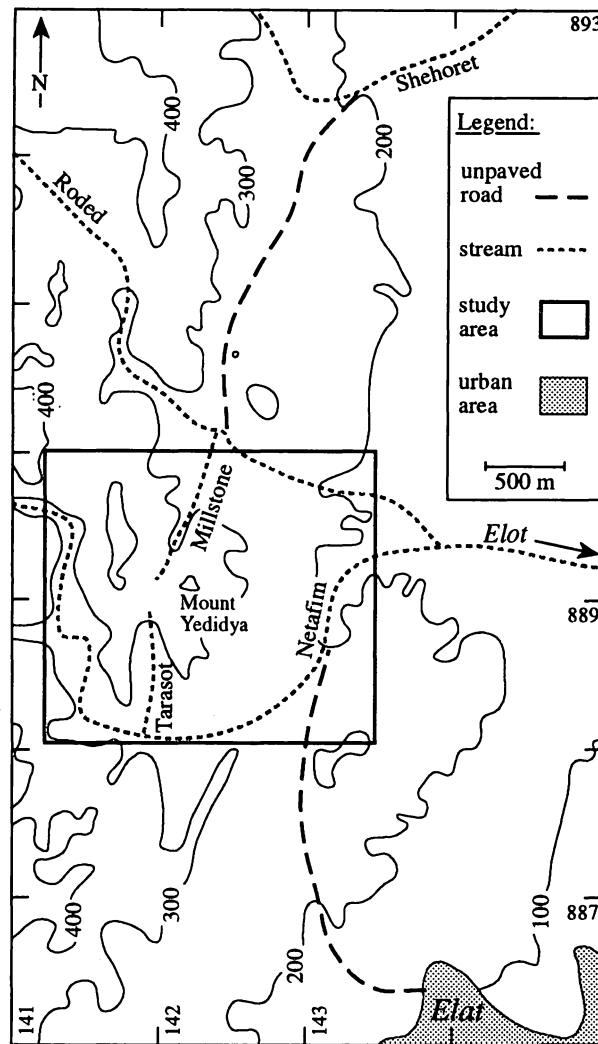 893
N
Shehoret
400
300
200
Legend:
unpaved
road
stream
study
area
urban
area
500 m
Roded
400
Millstone
Elot
Mount
Yedidya
889
Netafim
Tarasot
400
300
200
100
887
141
142
143
Elat